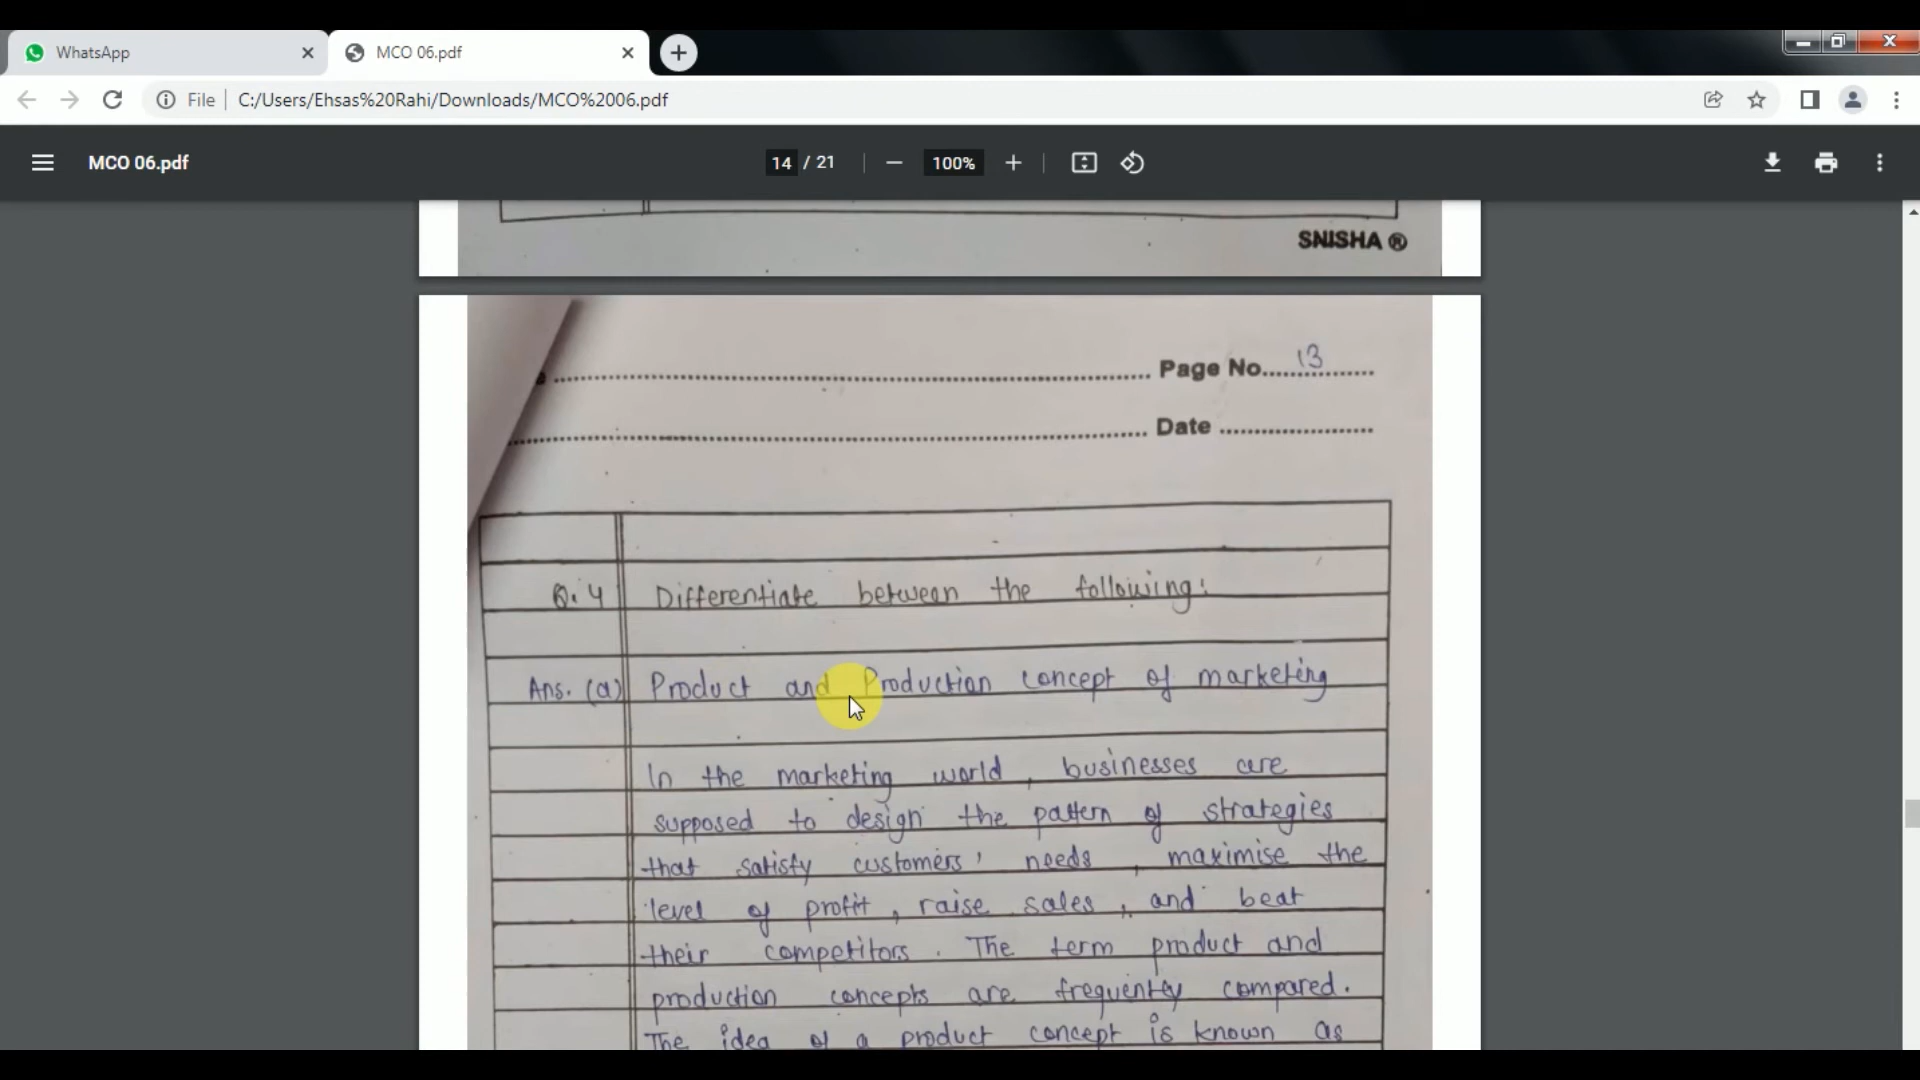 WhatsApp
MCO 06.pdf
File
C:/Users/Ehsas%20Rahi/Downloads/MCO%2006.pdf
MCO 06.pdf
14 / 21
100%
SNISHA ®
Page No. 13
Date
Q.4 Differentiate between the following:
Ans. (a) Product and Production concept of marketing
In the marketing world, businesses are
supposed to design the pattern of strategies
that satisfy customers' needs, maximise the
level of profit, raise sales, and beat
their competitors. The term product and
production concepts are frequently compared.
The idea of a product concept is known as